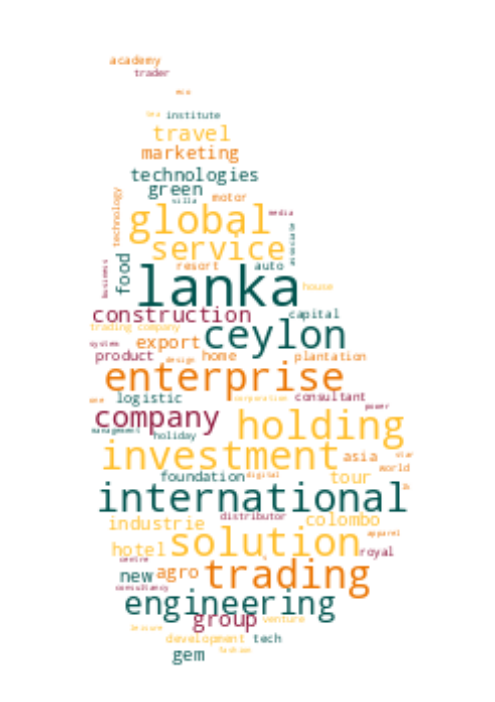 academy
trader
eco
tea institute
travel
marketing
technologies
green
villa
motor
technology
global
media
service
associate
food
resort
auto
business
lanka
house
construction
capital
trading company
ceylon
system
export
product
design
home
plantation
enterprise
one
logistic
corporation
consultant
power
company
holding
management
holiday
investment
asia
star
world
foundation
digital
tour
international
distributor
industrie
colombo
apparel
solution
hotel
royal
centre
new
agro
trading
consultancy
engineering
group
venture
leisure
development
tech
fashion
gem